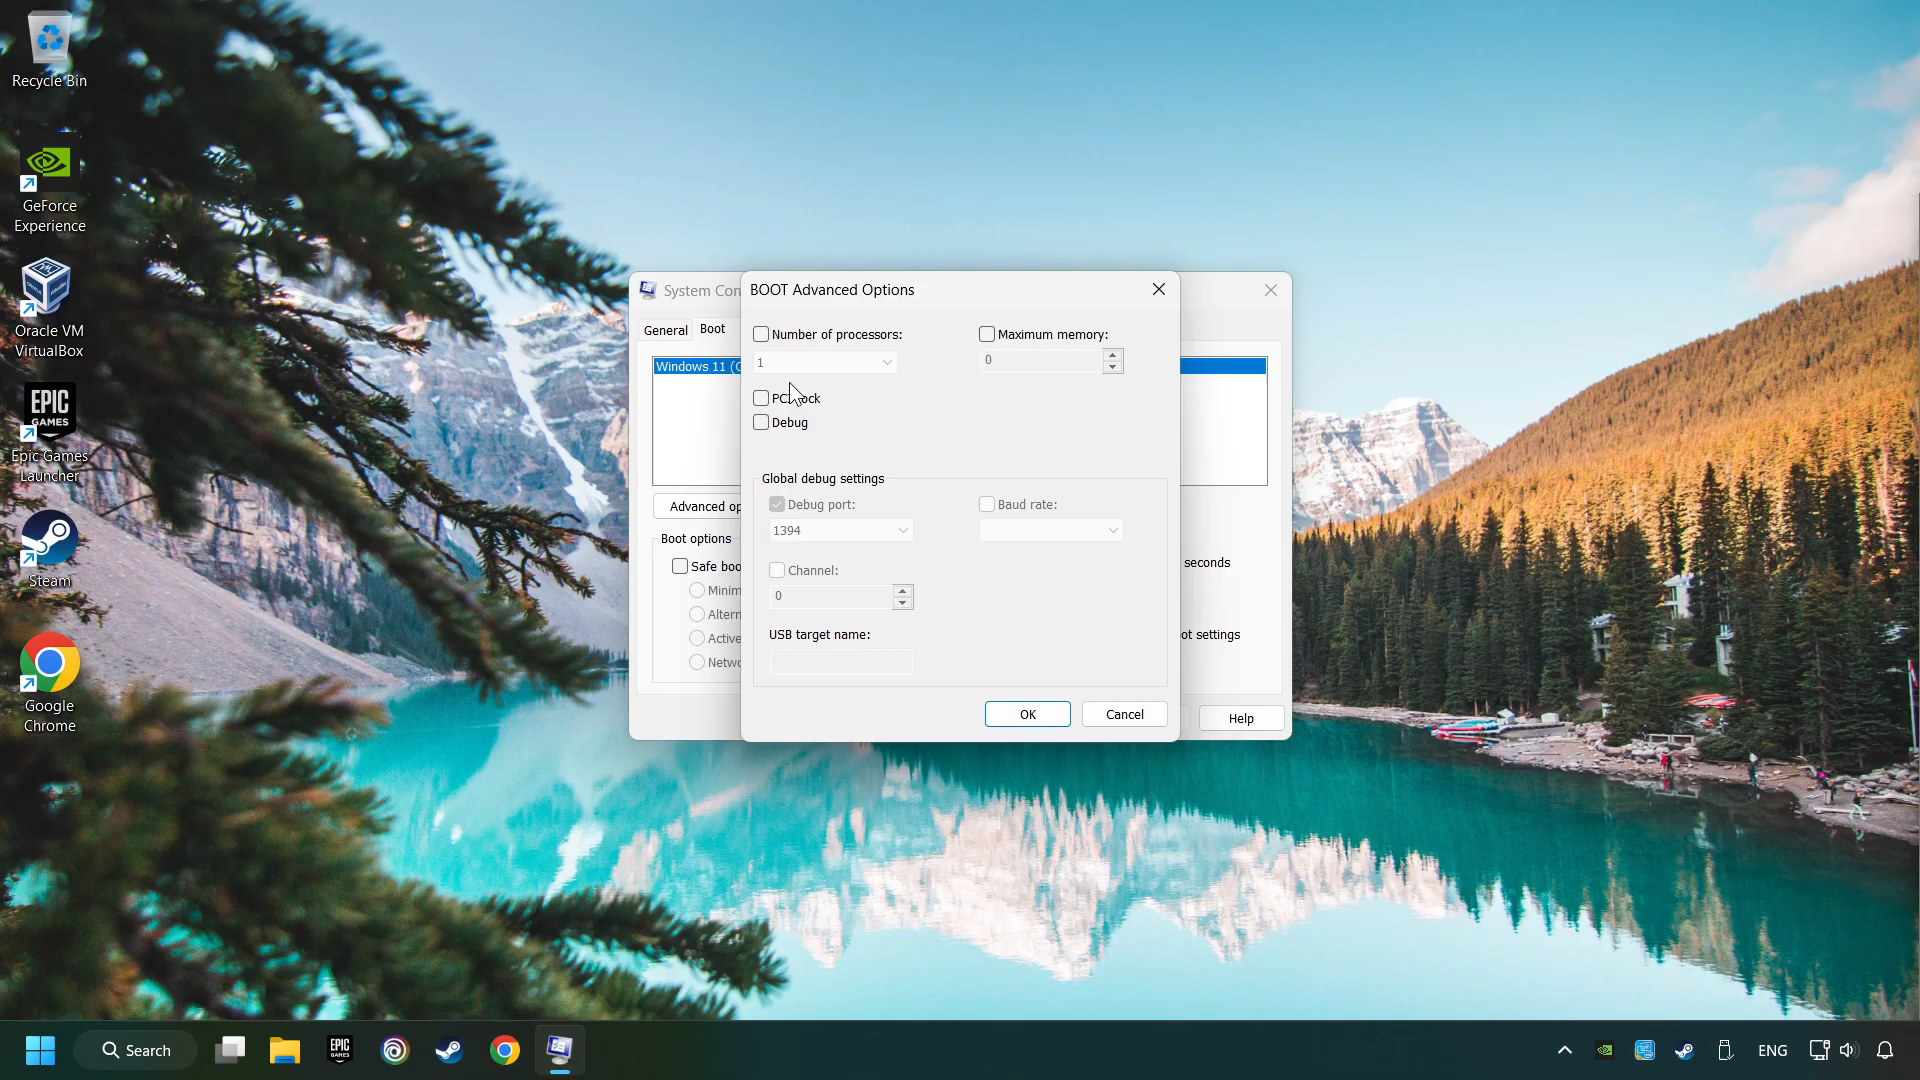 Recycle Bin
GeForce
Experience
Oracle VM
VirtualBox
EPIC
GAMES
Epic Games
Launcher
Steam
Google
Chrome
System Con
General
Boot
Windows 11 (C
Advanced op
Boot options
Safe boo
Minim
Altern
Active
Netwo
seconds
ot settings
Help
BOOT Advanced Options
Number of processors:
1
Maximum memory:
0
PCI Lock
Debug
Global debug settings
Debug port:
1394
Baud rate:
Channel:
0
USB target name:
OK
Cancel
Search
EPIC
GAMES
ENG